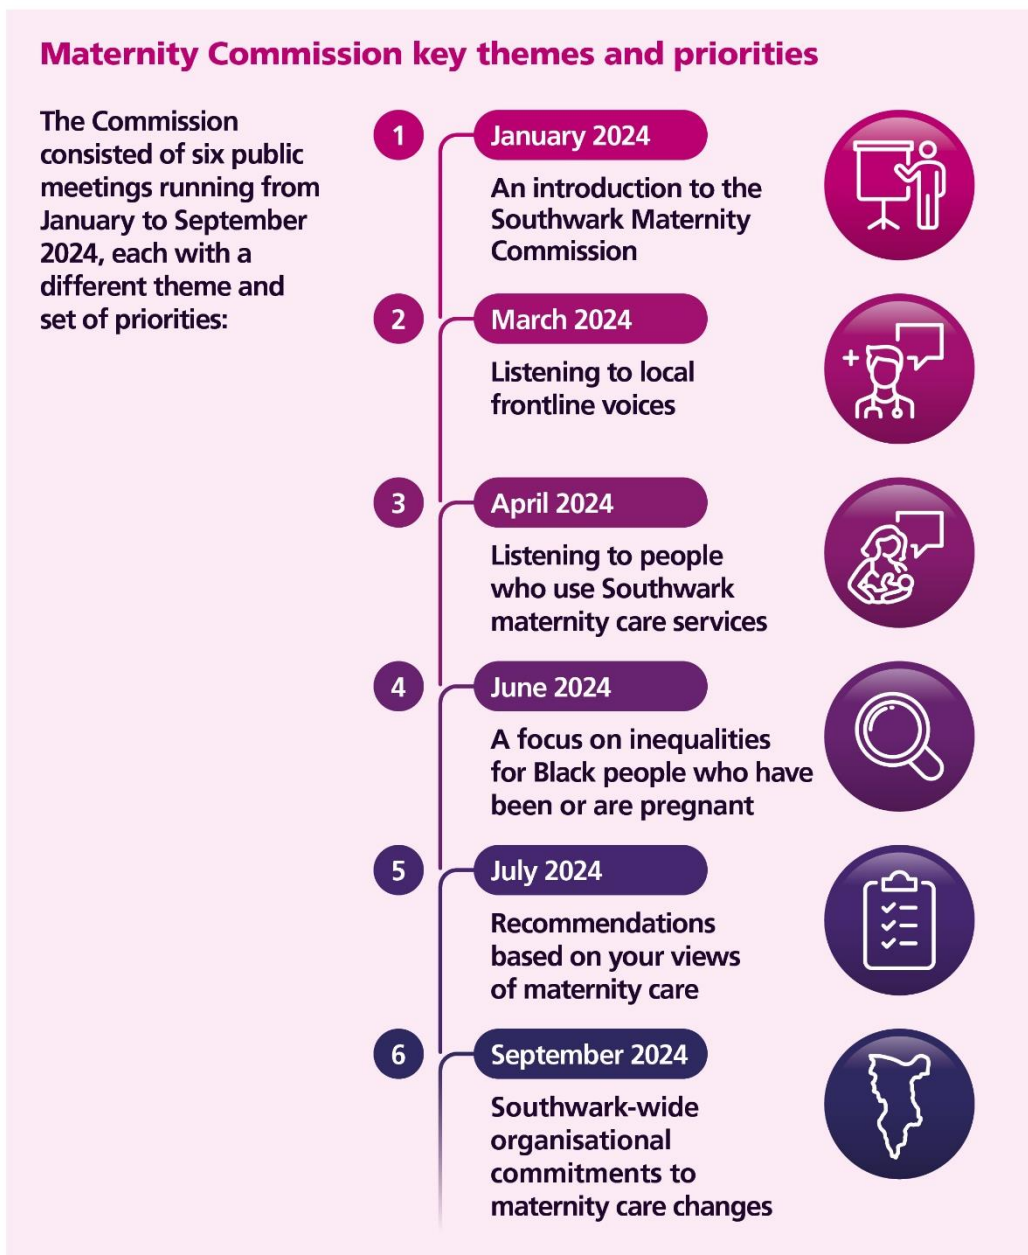 Maternity Commission key themes and priorities
The Commission
consisted of six public
meetings running from
January to September
2024, each with a
different theme and
set of priorities:
1
January 2024
An introduction to the
Southwark Maternity
Commission
2
March 2024
Listening to local
frontline voices
3
April 2024
Listening to people
who use Southwark
maternity care services
4
June 2024
A focus on inequalities
for Black people who have
been or are pregnant
5
July 2024
Recommendations
based on your views
of maternity care
6
September 2024
Southwark-wide
organisational
commitments to
maternity care changes